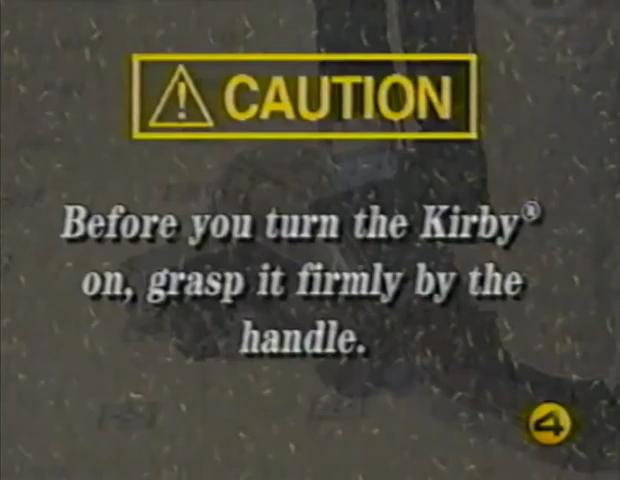 CAUTION
Before you turn the Kirby®
on, grasp it firmly by the
handle.
4